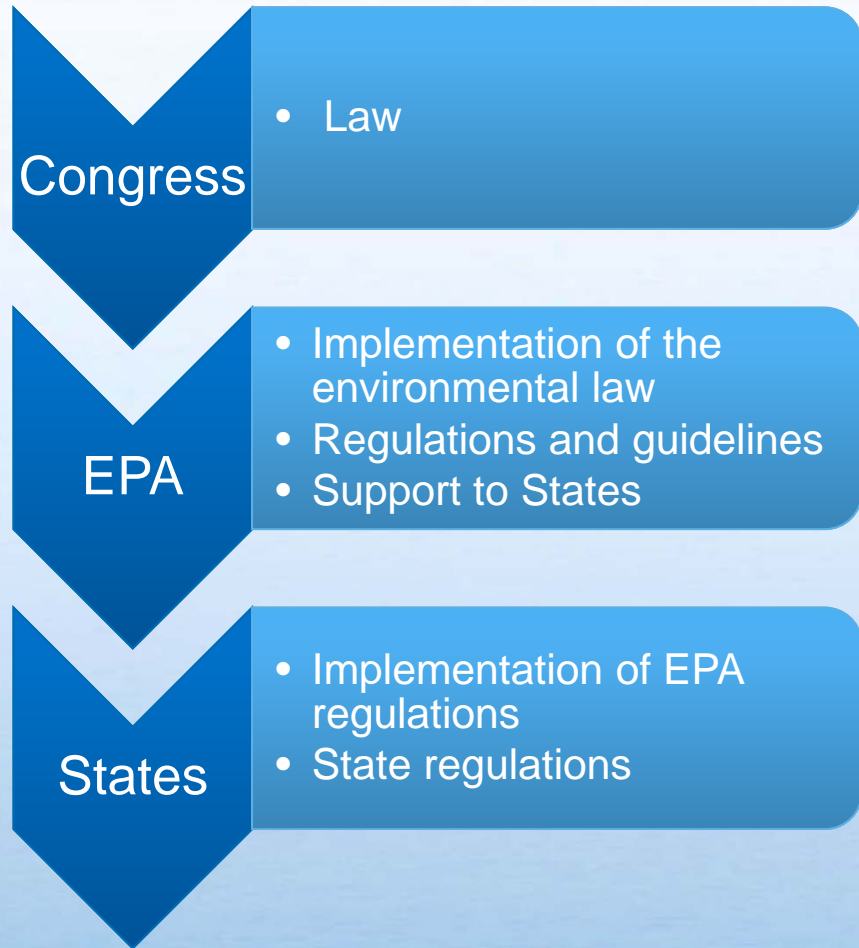 Congress
• Law
EPA
• Implementation of the
environmental law
• Regulations and guidelines
• Support to States
States
• Implementation of EPA
regulations
• State regulations